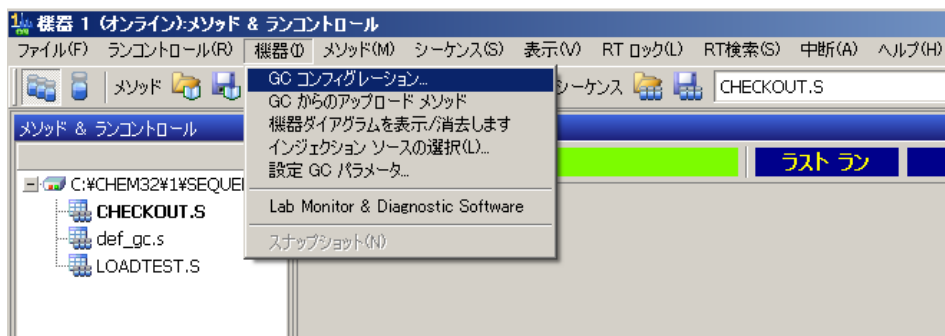 機器 1 (オンライン):メソッド & ランコントロール
ファイル(F) ランコントロール(R) 機器(I) メソッド(M) シーケンス(S) 表示(V) RT ロック(L) RT検索(S) 中断(A) ヘルプ(H)
メソッド シーケンス CHECKOUT.S
GC コンフィグレーション...
GC からのアップロード メソッド
機器ダイアグラムを表示/消去します
インジェクション ソースの選択(L)...
設定 GC パラメータ...
Lab Monitor & Diagnostic Software
スナップショット(N)
メソッド & ランコントロール
ラスト ラン
C:¥CHEM32¥1¥SEQUE
CHECKOUT.S
def_gc.s
LOADTEST.S